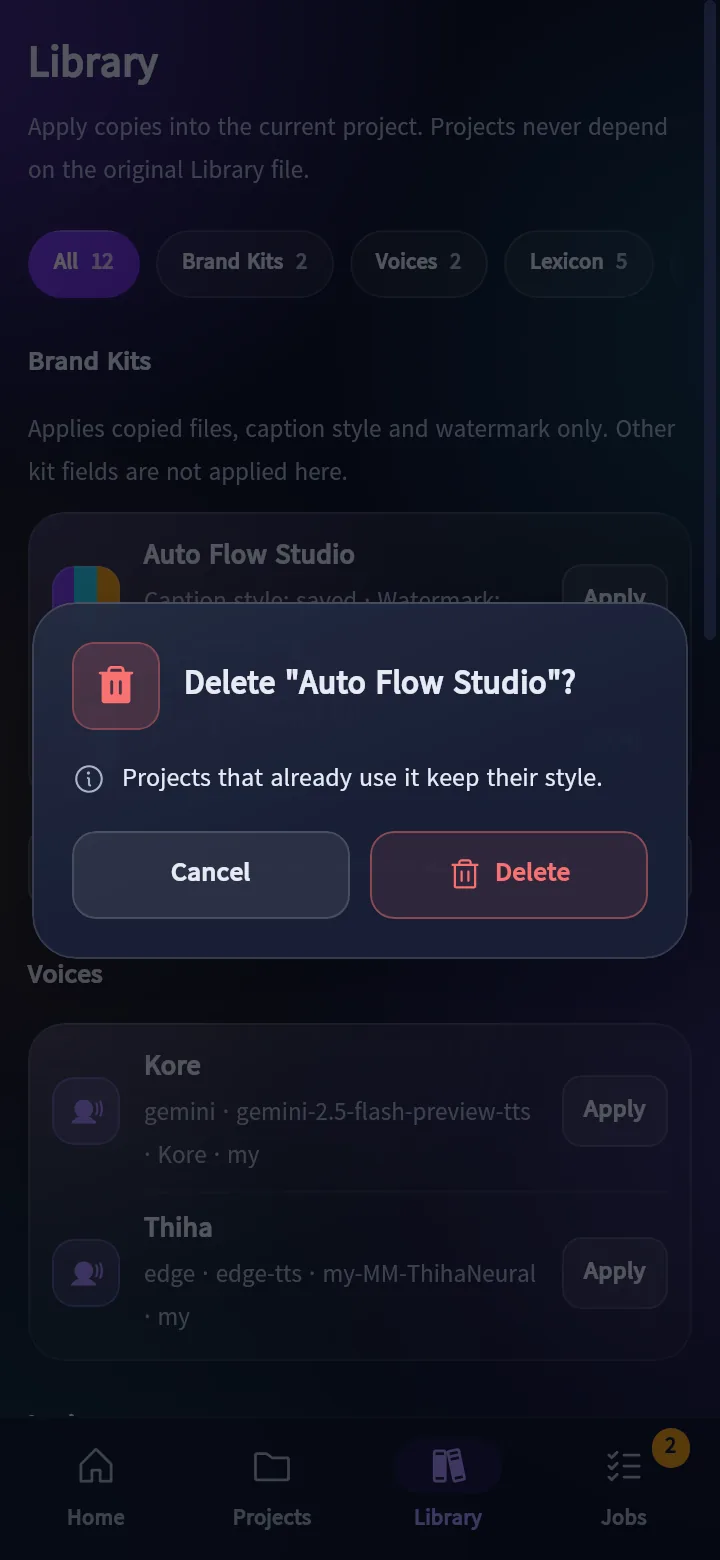 Library
Apply copies into the current project. Projects never depend
on the original Library file.
All 12
Brand Kits 2
Voices 2
Lexicon 5
Brand Kits
Applies copied files, caption style and watermark only. Other
kit fields are not applied here.
Auto Flow Studio
Caption style: saved · Watermark:
Apply
Delete "Auto Flow Studio"?
Projects that already use it keep their style.
Cancel
Delete
Voices
Kore
gemini · gemini-2.5-flash-preview-tts
· Kore · my
Apply
Thiha
edge · edge-tts · my-MM-ThihaNeural
· my
Apply
2
Home
Projects
Library
Jobs